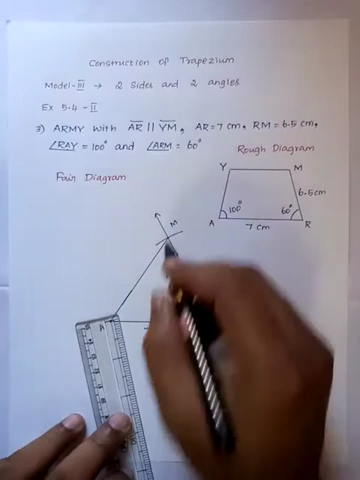 Construction of Trapezium
Model-III → 2 Sides and 2 angles
Ex 5.4 - II
3) ARMY with A̅R̅ || Y̅M̅, AR = 7 cm, RM = 6.5 cm,
∠RAY = 100° and ∠ARM = 60°
Rough Diagram
Fair Diagram
Y M
6.5cm
100° 60°
A R
7 cm
M
A